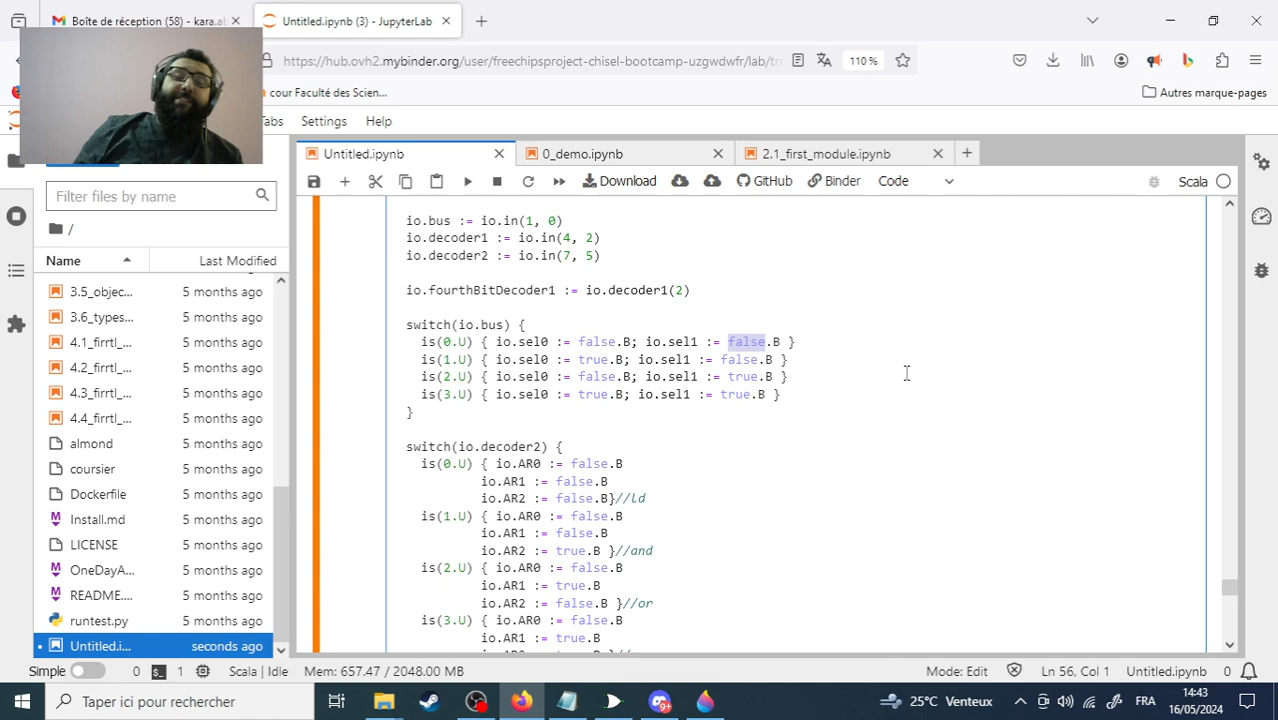 Boîte de réception (58) - kara.ab
Untitled.ipynb (3) - JupyterLab
https://hub.ovh2.mybinder.org/user/freechipsproject-chisel-bootcamp-uzgwdwfr/lab/tre
110 %
cour Faculté des Scien...
Autres marque-pages
Tabs
Settings
Help
Untitled.ipynb
0_demo.ipynb
2.1_first_module.ipynb
Filter files by name
Download
GitHub
Binder
Code
Scala
/
Name
Last Modified
3.5_objec...
5 months ago
3.6_types...
5 months ago
4.1_firrtl_...
5 months ago
4.2_firrtl_...
5 months ago
4.3_firrtl_...
5 months ago
4.4_firrtl_...
5 months ago
almond
5 months ago
coursier
5 months ago
Dockerfile
5 months ago
Install.md
5 months ago
LICENSE
5 months ago
OneDayA...
5 months ago
README....
5 months ago
runtest.py
5 months ago
Untitled.i...
seconds ago
io.bus := io.in(1, 0)
io.decoder1 := io.in(4, 2)
io.decoder2 := io.in(7, 5)
io.fourthBitDecoder1 := io.decoder1(2)
switch(io.bus) {
is(0.U) { io.sel0 := false.B; io.sel1 := false.B }
is(1.U) { io.sel0 := true.B; io.sel1 := false.B }
is(2.U) { io.sel0 := false.B; io.sel1 := true.B }
is(3.U) { io.sel0 := true.B; io.sel1 := true.B }
}
switch(io.decoder2) {
is(0.U) { io.AR0 := false.B
io.AR1 := false.B
io.AR2 := false.B}//ld
is(1.U) { io.AR0 := false.B
io.AR1 := false.B
io.AR2 := true.B }//and
is(2.U) { io.AR0 := false.B
io.AR1 := true.B
io.AR2 := false.B }//or
is(3.U) { io.AR0 := false.B
io.AR1 := true.B
Simple
0
1
Scala | Idle
Mem: 657.47 / 2048.00 MB
Mode: Edit
Ln 56, Col 1
Untitled.ipynb
0
Taper ici pour rechercher
25°C Venteux
FRA
14:43
16/05/2024